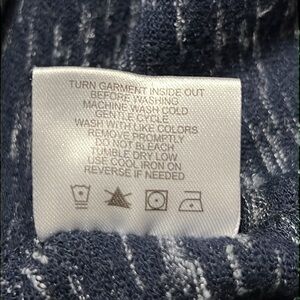 TURN GARMENT INSIDE OUT
BEFORE WASHING
MACHINE WASH COLD
GENTLE CYCLE
WASH WITH LIKE COLORS
REMOVE PROMPTLY
DO NOT BLEACH
TUMBLE DRY LOW
USE COOL IRON ON
REVERSE IF NEEDED